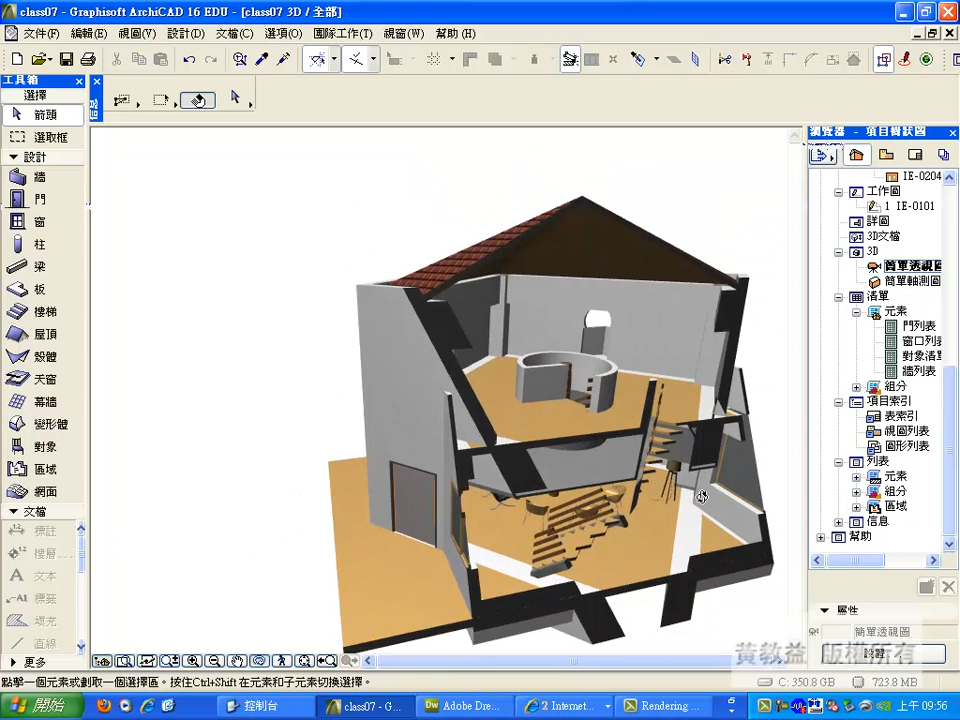 class07 - Graphisoft ArchiCAD 16 EDU - [class07 3D / 全部]
文件(F) 編輯(E) 視圖(V) 設計(D) 文檔(C) 選項(O) 團隊工作(T) 視窗(W) 幫助(H)
工具箱
選擇
箭頭
選取框
設計
牆
門
窗
柱
梁
板
樓梯
屋頂
殼體
天窗
幕牆
變形體
對象
區域
網面
文檔
標註
樓層 ...
文本
標籤
填充
直線
更多
瀏覽器 - 項目樹狀圖
IE-0204
工作圖
1 IE-0101
詳圖
3D文檔
3D
簡單透視圖
簡單軸測圖
清單
元素
門列表
窗口列表
對象清單
牆列表
組分
項目索引
表索引
視圖列表
圖形列表
列表
元素
組分
區域
信息
幫助
屬性
簡單透視圖
設置...
黃教益 版權所有
點擊一個元素或劃取一個選擇區。按住Ctrl+Shift 在元素和子元素切換選擇。
C: 350.8 GB 723.8 MB
開始 控制台 class07 - G... Adobe Dre... 2 Internet... Rendering ... 上午 09:56